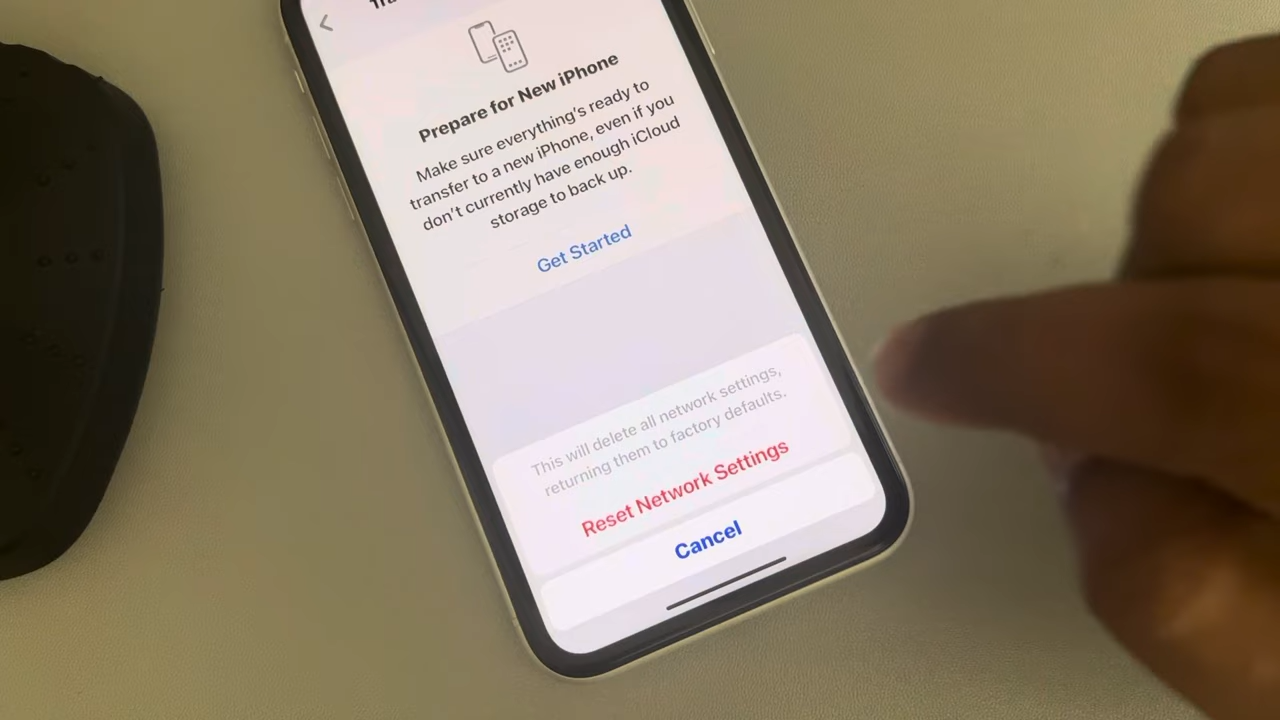 Prepare for New iPhone
Make sure everything's ready to
transfer to a new iPhone, even if you
don't currently have enough iCloud
storage to back up.
Get Started
This will delete all network settings,
returning them to factory defaults.
Reset Network Settings
Cancel